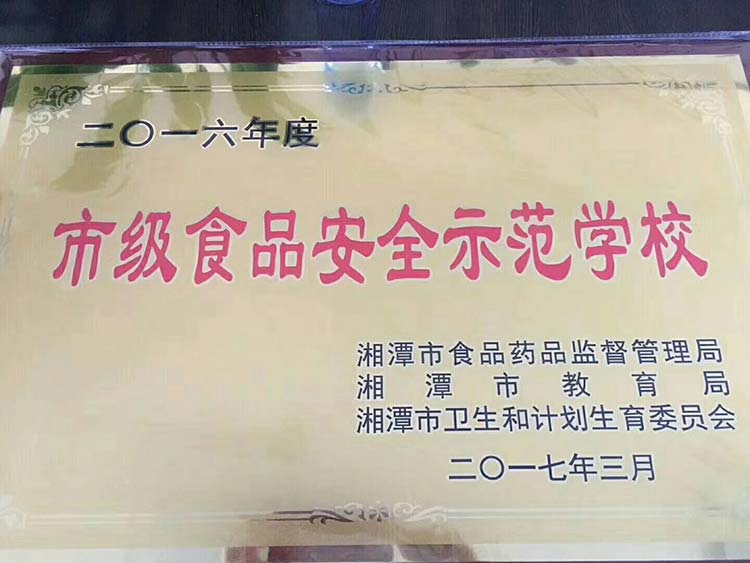 二〇一六年度
市级食品安全示范学校
湘潭市食品药品监督管理局
湘潭市教育局
湘潭市卫生和计划生育委员会
二〇一七年三月